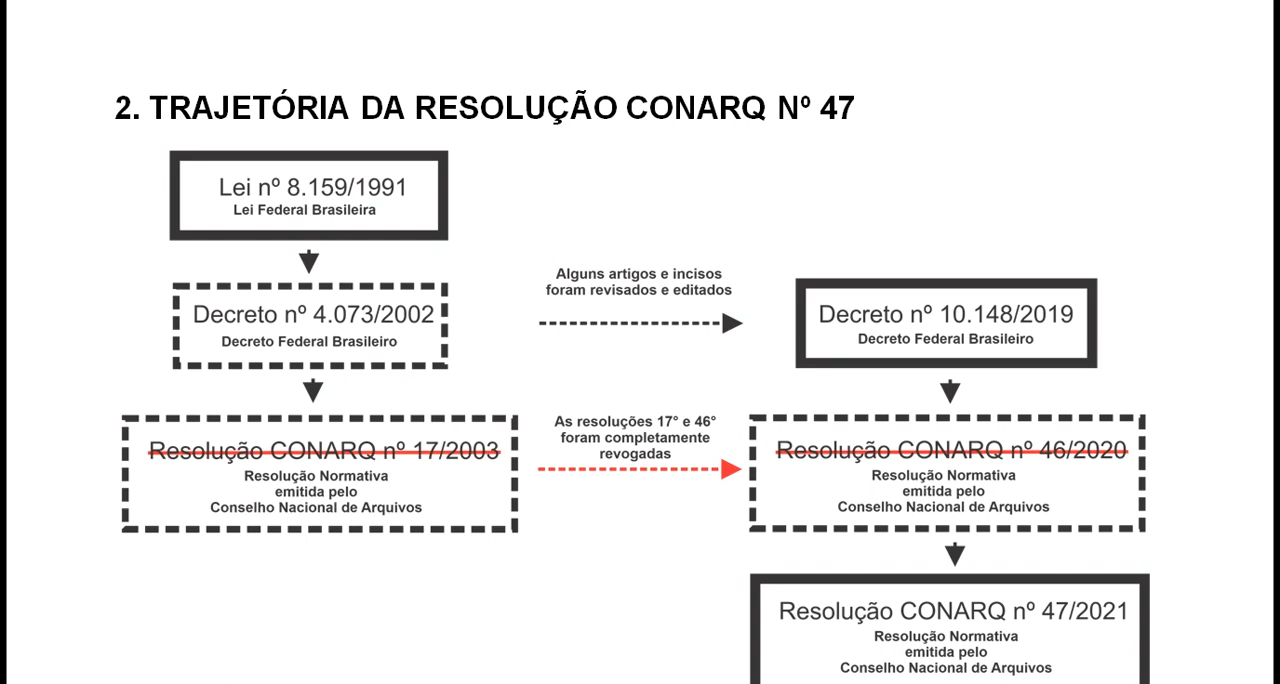 2. TRAJETÓRIA DA RESOLUÇÃO CONARQ Nº 47
Lei nº 8.159/1991
Lei Federal Brasileira
Decreto nº 4.073/2002
Decreto Federal Brasileiro
Alguns artigos e incisos
foram revisados e editados
Decreto nº 10.148/2019
Decreto Federal Brasileiro
Resolução CONARQ nº 17/2003
Resolução Normativa
emitida pelo
Conselho Nacional de Arquivos
As resoluções 17° e 46°
foram completamente
revogadas
Resolução CONARQ nº 46/2020
Resolução Normativa
emitida pelo
Conselho Nacional de Arquivos
Resolução CONARQ nº 47/2021
Resolução Normativa
emitida pelo
Conselho Nacional de Arquivos